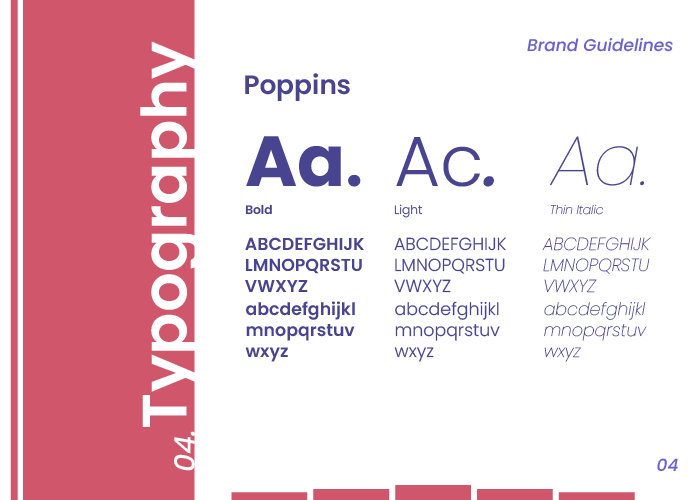 04. Typography
Brand Guidelines
Poppins
Aa.
Bold
ABCDEFGHIJK
LMNOPQRSTU
VWXYZ
abcdefghijkl
mnopqrstuv
wxyz
Ac.
Light
ABCDEFGHIJK
LMNOPQRSTU
VWXYZ
abcdefghijkl
mnopqrstuv
wxyz
Aa.
Thin Italic
ABCDEFGHIJK
LMNOPQRSTU
VWXYZ
abcdefghijkl
mnopqrstuv
wxyz
04